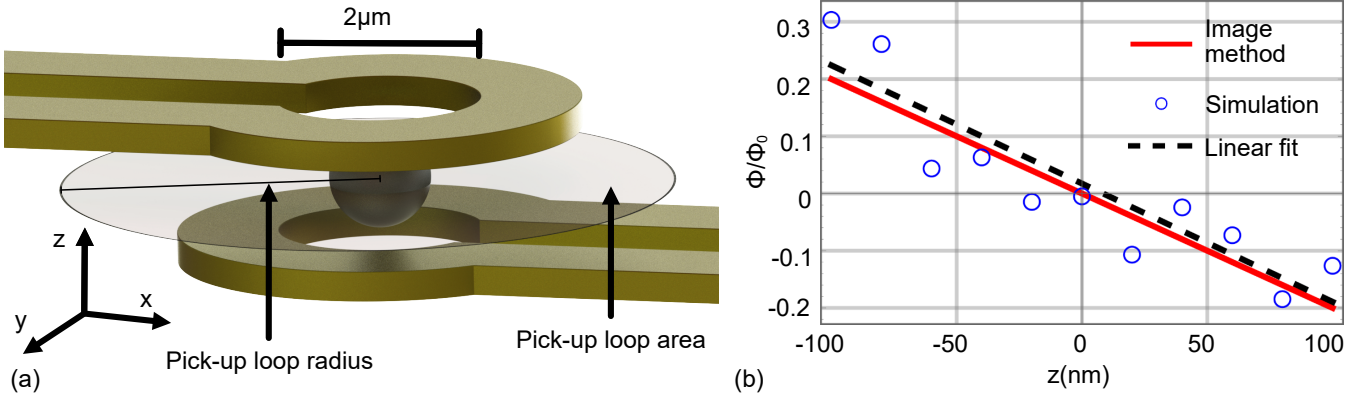 2μm
z
x
y
Pick-up loop radius
Pick-up loop area
(a)
Φ/Φ₀
0.3
0.2
0.1
0
-0.1
-0.2
-100
-50
0
50
100
z(nm)
Image
method
Simulation
Linear fit
(b)